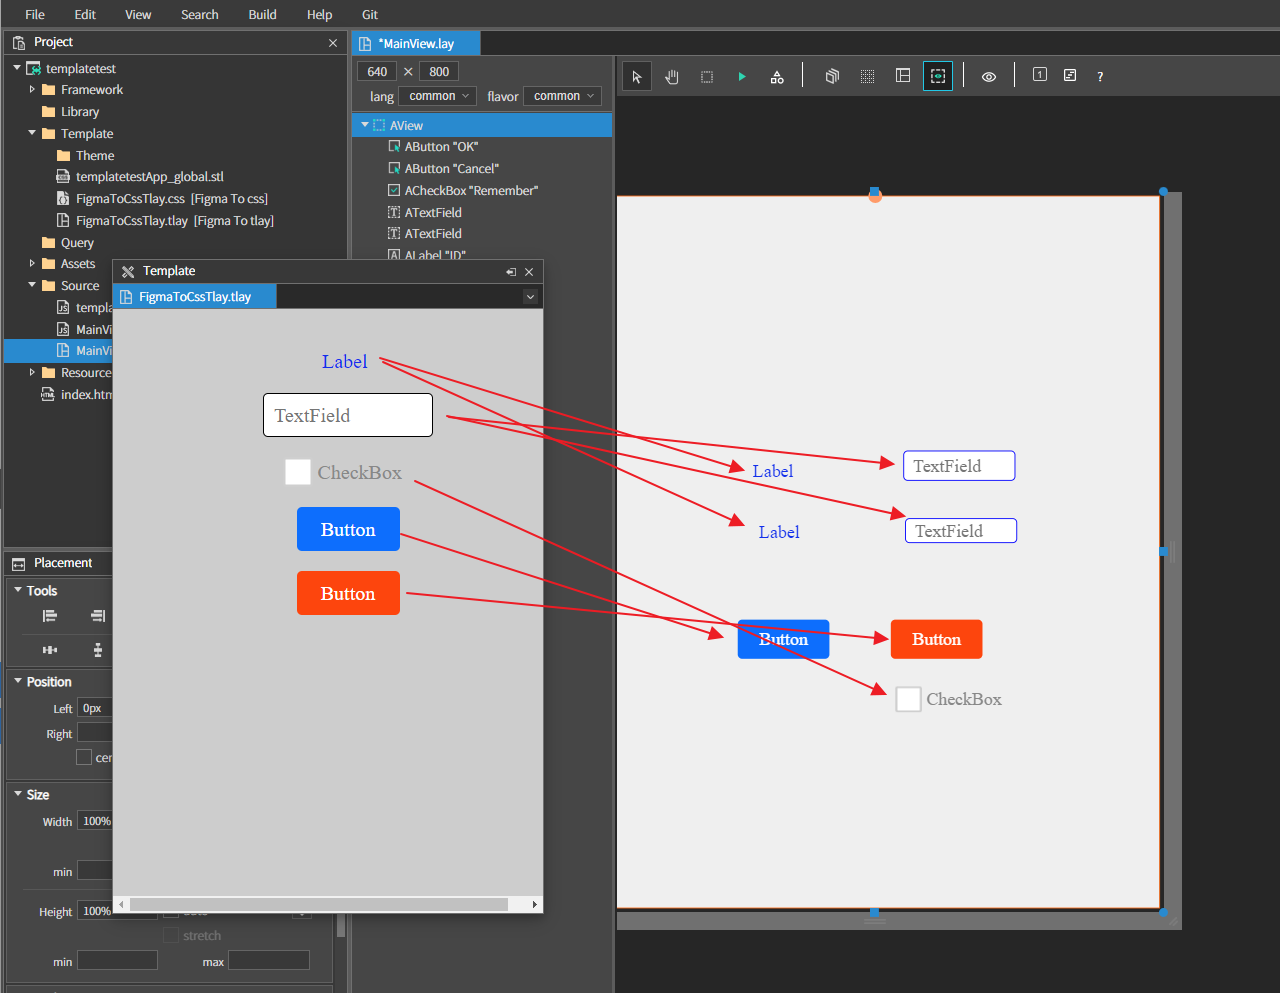 File Edit View Search Build Help Git
Project
templatetest
Framework
Library
Template
Theme
templatetestApp_global.stl
FigmaToCssTlay.css [Figma To css]
FigmaToCssTlay.tlay [Figma To tlay]
Query
Assets
Source
templa
MainVi
MainVi
Resource
index.htm
*MainView.lay
640 × 800
lang common flavor common
AView
AButton "OK"
AButton "Cancel"
ACheckBox "Remember"
ATextField
ATextField
ALabel "ID"
1 ?
Template
FigmaToCssTlay.tlay
Label
TextField
CheckBox
Button
Button
Label
TextField
Label
TextField
Button
Button
CheckBox
Placement
Tools
Position
Left 0px
Right
cen
Size
Width 100%
min
Height 100%
stretch
min max